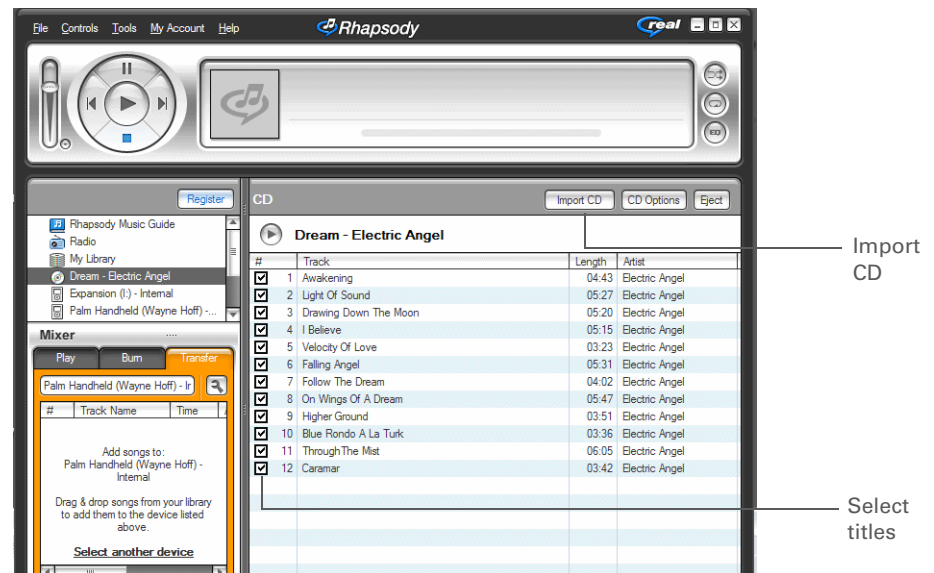 File Controls Tools My Account Help
Rhapsody
real
Register
CD
Import CD CD Options Eject
Rhapsody Music Guide
Radio
My Library
Dream - Electric Angel
Expansion (I:) - Internal
Palm Handheld (Wayne Hoff) -...
Dream - Electric Angel
# Track Length Artist
1 Awakening 04:43 Electric Angel
2 Light Of Sound 05:27 Electric Angel
3 Drawing Down The Moon 05:20 Electric Angel
4 I Believe 05:15 Electric Angel
5 Velocity Of Love 03:23 Electric Angel
6 Falling Angel 05:31 Electric Angel
7 Follow The Dream 04:02 Electric Angel
8 On Wings Of A Dream 05:47 Electric Angel
9 Higher Ground 03:51 Electric Angel
10 Blue Rondo A La Turk 03:36 Electric Angel
11 Through The Mist 06:05 Electric Angel
12 Caramar 03:42 Electric Angel
Mixer
Play Burn Transfer
Palm Handheld (Wayne Hoff) - Ir
# Track Name Time
Add songs to:
Palm Handheld (Wayne Hoff) -
Internal
Drag & drop songs from your library
to add them to the device listed
above.
Select another device
Import
CD
Select
titles